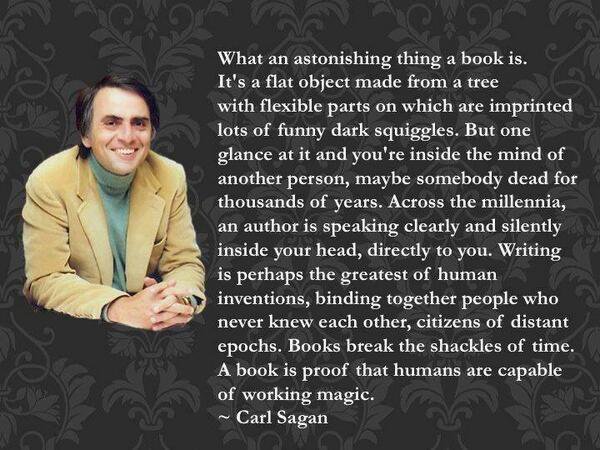 What an astonishing thing a book is.
It's a flat object made from a tree
with flexible parts on which are imprinted
lots of funny dark squiggles. But one
glance at it and you're inside the mind of
another person, maybe somebody dead for
thousands of years. Across the millennia,
an author is speaking clearly and silently
inside your head, directly to you. Writing
is perhaps the greatest of human
inventions, binding together people who
never knew each other, citizens of distant
epochs. Books break the shackles of time.
A book is proof that humans are capable
of working magic.
~ Carl Sagan